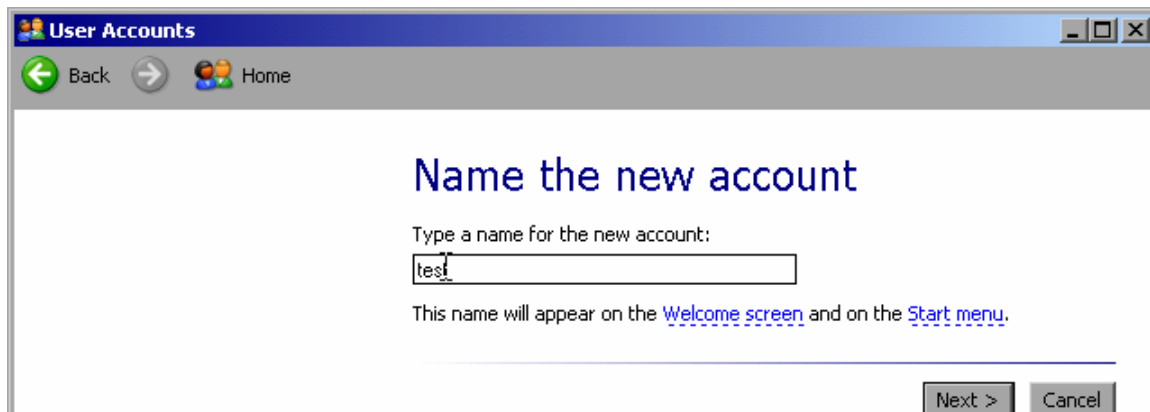 User Accounts
Back Home
Name the new account
Type a name for the new account:
test
This name will appear on the Welcome screen and on the Start menu.
Next > Cancel